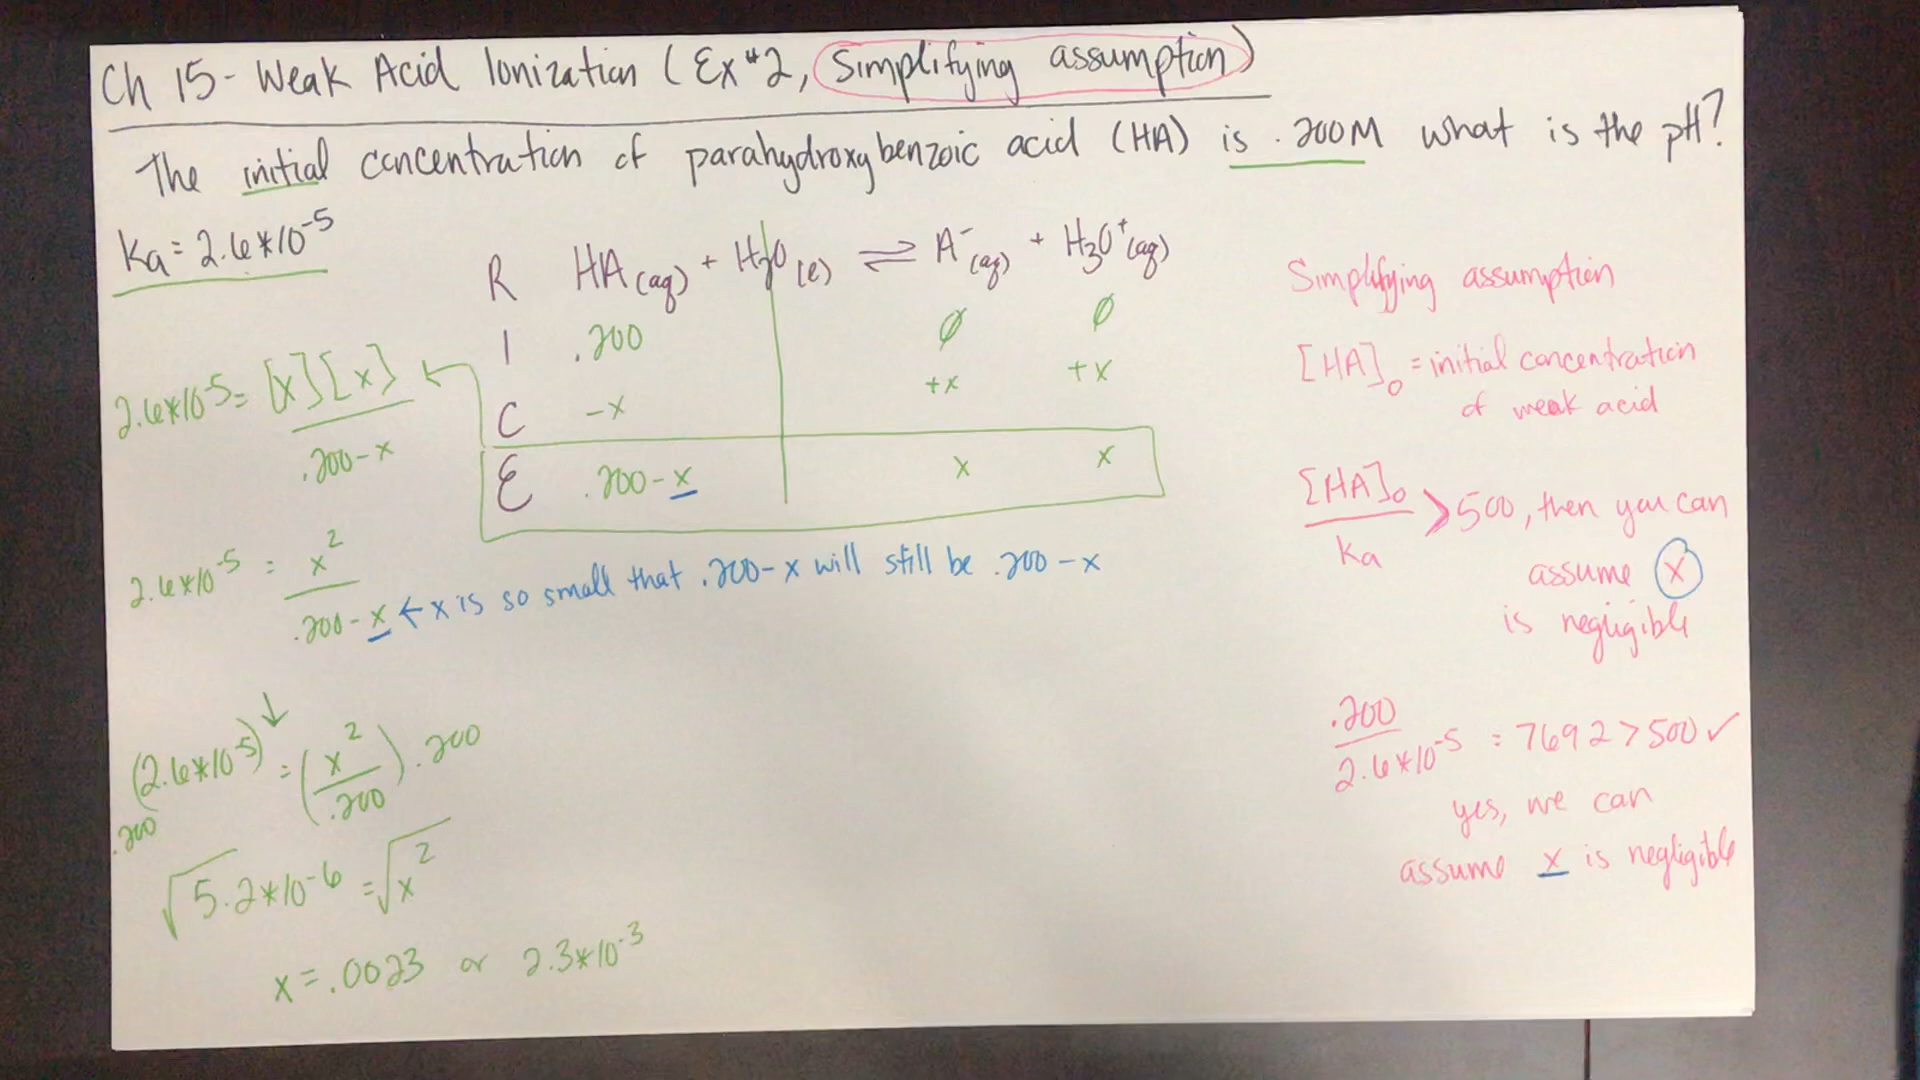 Ch 15 - Weak Acid Ionization (Ex #2, Simplifying assumption)
The initial concentration of parahydroxybenzoic acid (HA) is .200M what is the pH?
Ka = 2.6*10⁻⁵
R HA(aq) + H₂O(l) ⇌ A⁻(aq) + H₃O⁺(aq)
I .200 ∅ ∅
C -x +x +x
E .200-x x x
2.6*10⁻⁵ = [x][x]
.200-x
2.6*10⁻⁵ = x²
.200-x ← x is so small that .200-x will still be .200-x
(2.6*10⁻⁵) = (x²/.200) .200
.200
√5.2*10⁻⁶ = √x²
x = .0023 or 2.3*10⁻³
Simplifying assumption
[HA]₀ = initial concentration
of weak acid
[HA]₀
Ka
> 500, then you can
assume x
is negligible
.200
2.6*10⁻⁵
= 7692 > 500 ✓
yes, we can
assume x is negligible